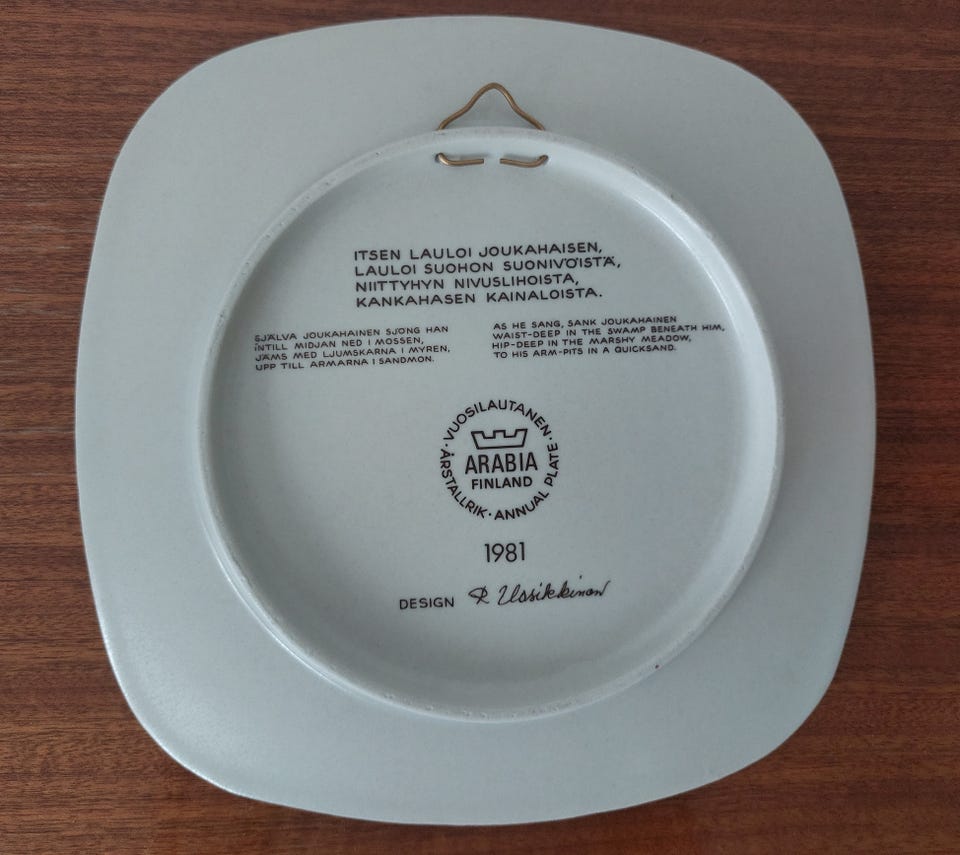 ITSEN LAULOI JOUKAHAISEN,
LAULOI SUOHON SUONIVÖISTÄ,
NIITTYHYN NIVUSLIHOISTA,
KANKAHASEN KAINALOISTA.
SJÄLVA JOUKAHAINEN SJÖNG HAN
INTILL MIDJAN NED I MOSSEN,
JÄMS MED LJUMSKARNA I MYREN,
UPP TILL ARMARNA I SANDMON.
AS HE SANG, SANK JOUKAHAINEN
WAIST-DEEP IN THE SWAMP BENEATH HIM,
HIP-DEEP IN THE MARSHY MEADOW,
TO HIS ARM-PITS IN A QUICKSAND.
· VUOSILAUTANEN ·
ARABIA
FINLAND
ÅRSTALLRIK · ANNUAL PLATE ·
1981
DESIGN R Uosikkinen